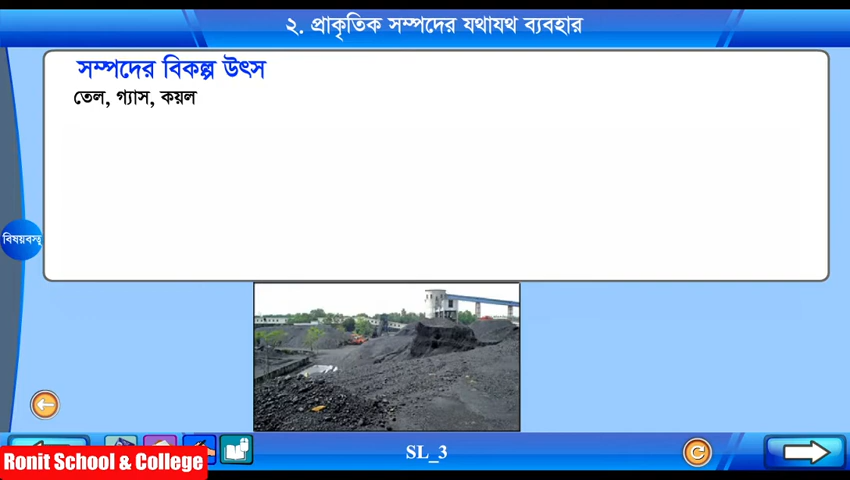 ২. প্রাকৃতিক সম্পদের যথাযথ ব্যবহার
সম্পদের বিকল্প উৎস
তেল, গ্যাস, কয়ল
বিষয়বস্তু
SL_3
Ronit School & College